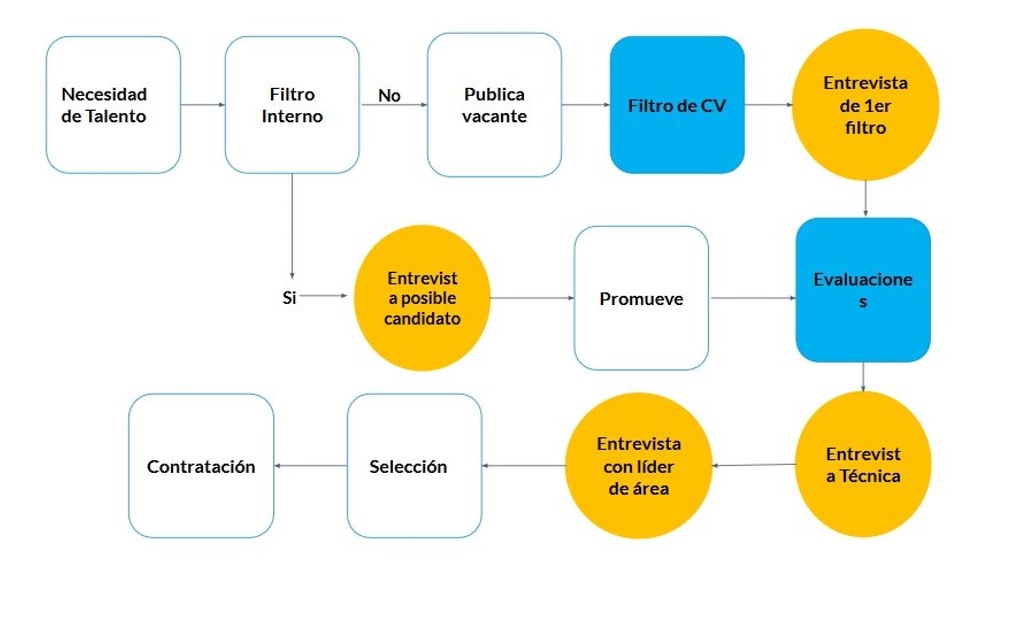 Necesidad
de Talento
Filtro
Interno
No
Publica
vacante
Filtro de CV
Entrevista
de 1er
filtro
Si
Entrevist
a posible
candidato
Promueve
Evaluacione
s
Contratación
Selección
Entrevista
con líder
de área
Entrevist
a Técnica